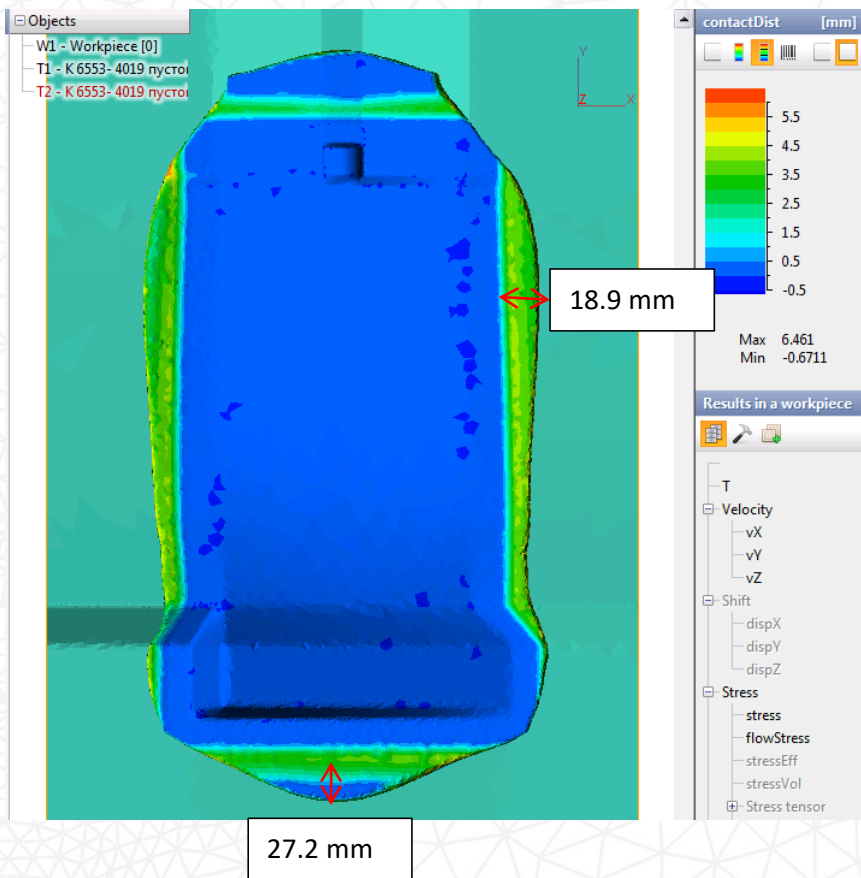 Objects
W1 - Workpiece [0]
T1 - К 6553- 4019 пустог
T2 - К 6553- 4019 пустог
Y
Z
X
18.9 mm
27.2 mm
contactDist [mm]
5.5
4.5
3.5
2.5
1.5
0.5
-0.5
Max 6.461
Min -0.6711
Results in a workpiece
T
Velocity
vX
vY
vZ
Shift
dispX
dispY
dispZ
Stress
stress
flowStress
stressEff
stressVol
Stress tensor